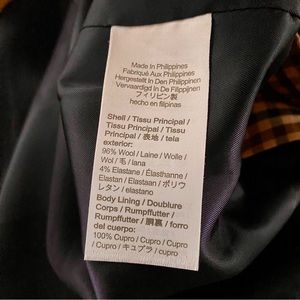 Made In Philippines
Fabriqué Aux Philippines
Hergestellt In Den Philippinen
Vervaardigd In De Filippijnen
フィリピン製
hecho en filipinas
Shell / Tissu Principal /
Tissu Principal / Tissu
Principal / 表地 / tela
exterior:
96% Wool / Laine / Wolle /
Wol / 毛 / lana
4% Elastane / Élasthanne /
Elastan / Elastaan / ポリウ
レタン / elastano
Body Lining / Doublure
Corps / Rumpffutter /
Rumpffutter / 胴裏 / forro
del cuerpo:
100% Cupro / Cupro / Cupro
/ Cupro / キュプラ / cupro